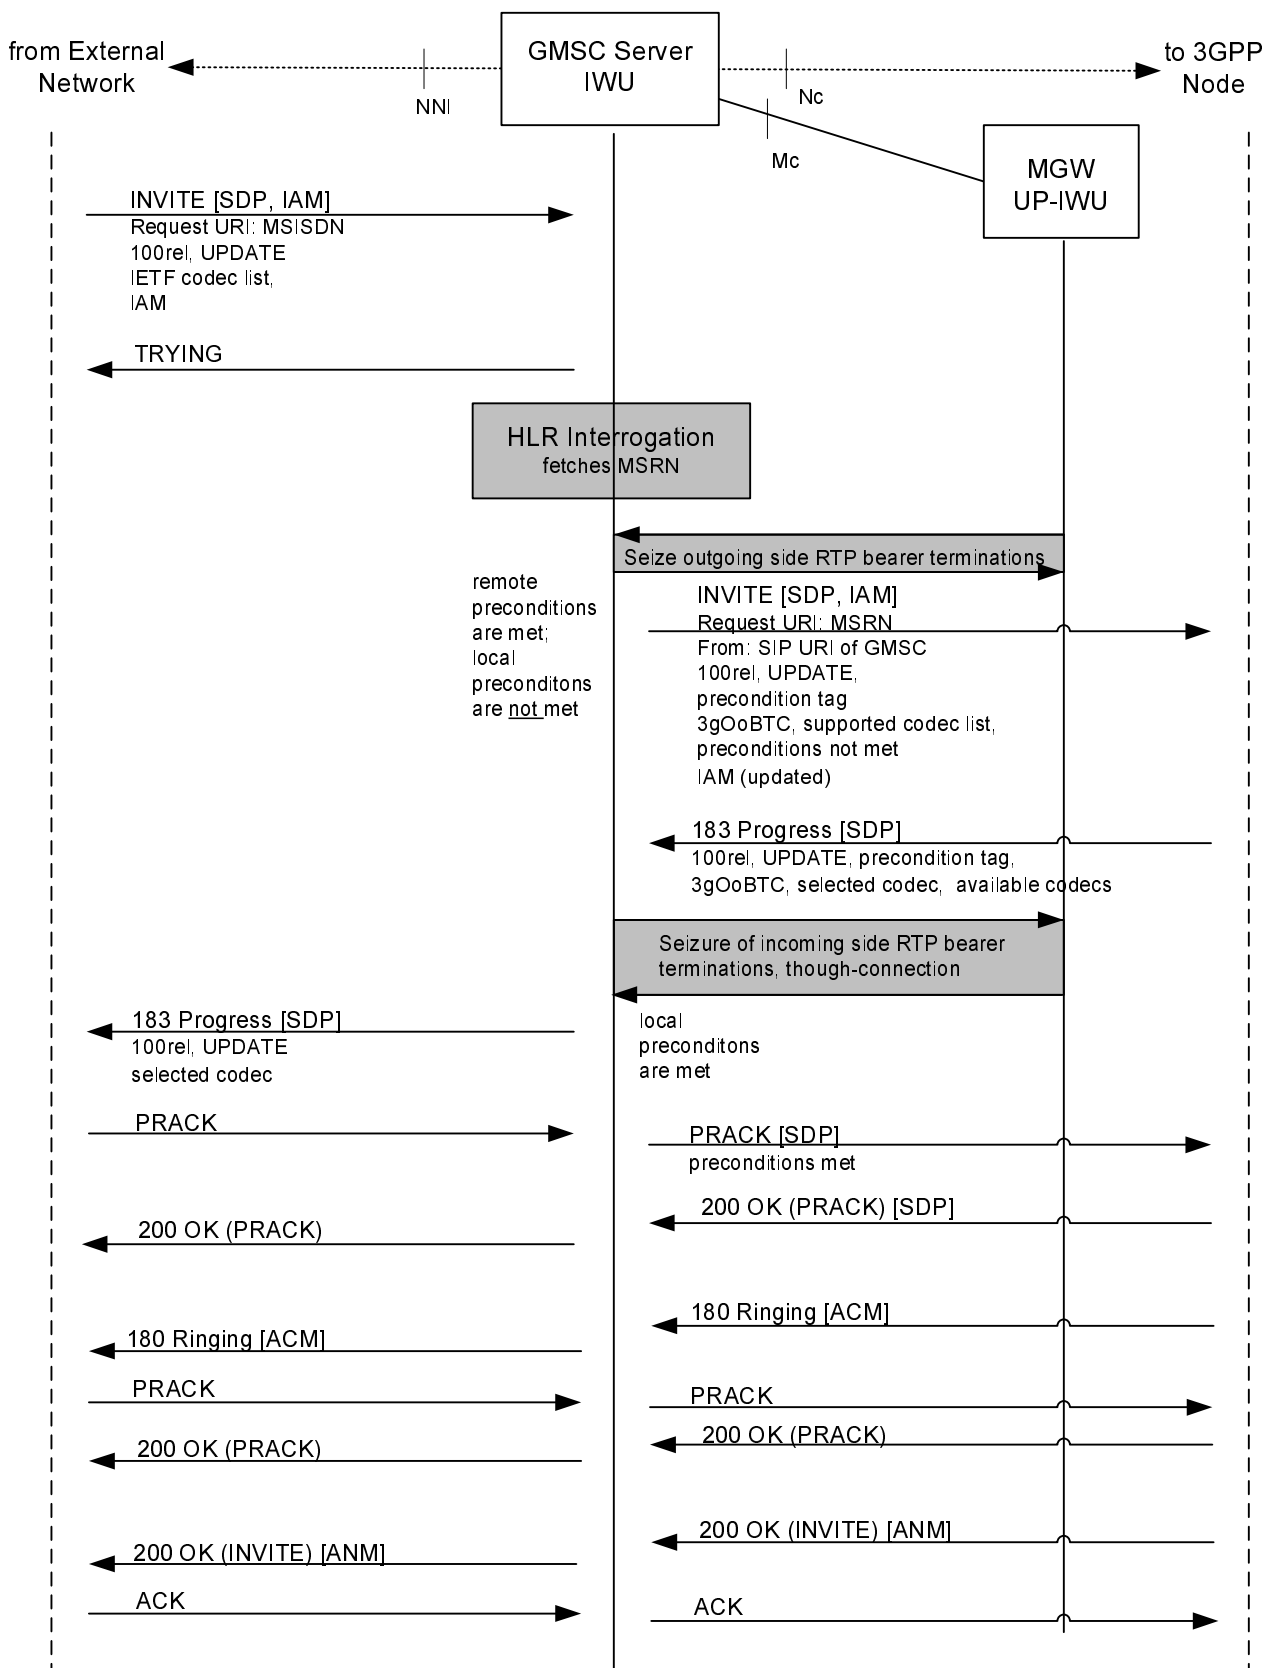 from External
Network
GMSC Server
IWU
to 3GPP
Node
NNI
Nc
Mc
MGW
UP-IWU
INVITE [SDP, IAM]
Request URI: MSISDN
100rel, UPDATE
IETF codec list,
IAM
TRYING
HLR Interrogation
fetches MSRN
Seize outgoing side RTP bearer terminations
remote
preconditions
are met;
local
preconditons
are not met
INVITE [SDP, IAM]
Request URI: MSRN
From: SIP URI of GMSC
100rel, UPDATE,
precondition tag
3gOoBTC, supported codec list,
preconditions not met
IAM (updated)
183 Progress [SDP]
100rel, UPDATE, precondition tag,
3gOoBTC, selected codec, available codecs
Seizure of incoming side RTP bearer
terminations, though-connection
183 Progress [SDP]
100rel, UPDATE
selected codec
local
preconditons
are met
PRACK
PRACK [SDP]
preconditions met
200 OK (PRACK) [SDP]
200 OK (PRACK)
180 Ringing [ACM]
180 Ringing [ACM]
PRACK
PRACK
200 OK (PRACK)
200 OK (PRACK)
200 OK (INVITE) [ANM]
200 OK (INVITE) [ANM]
ACK
ACK